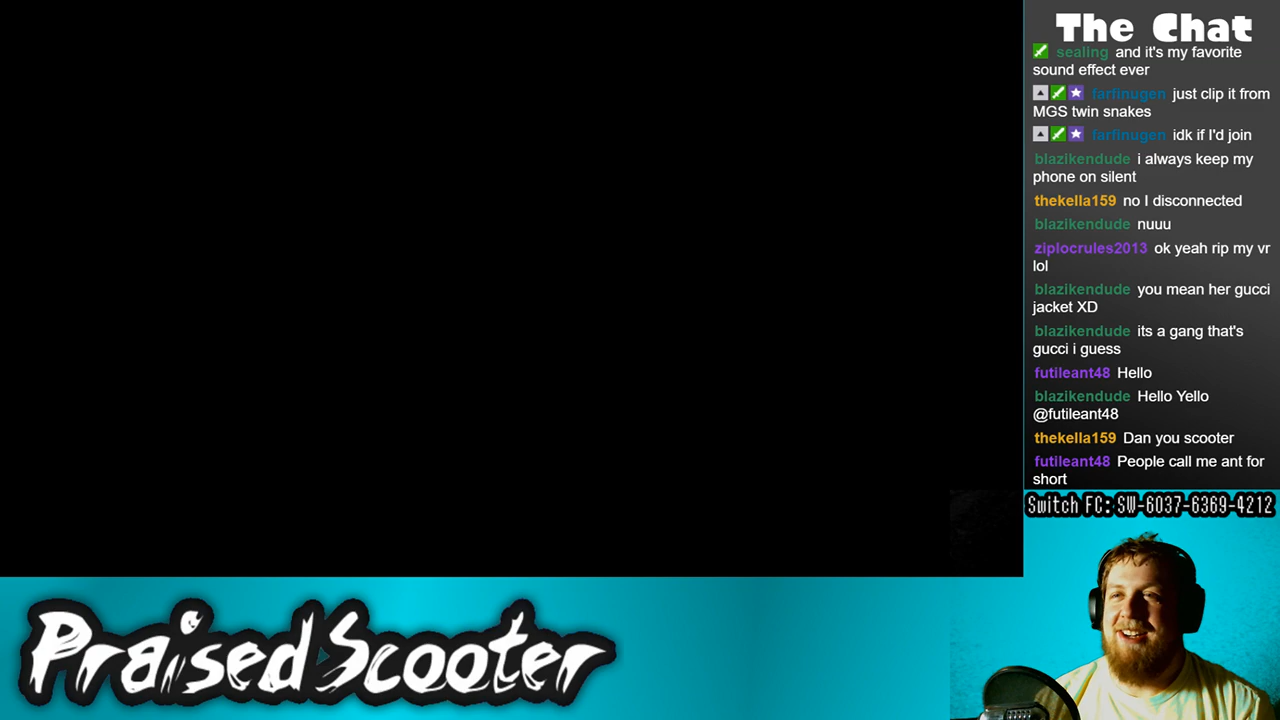 The Chat
sealing and it's my favorite
sound effect ever
farfinugen just clip it from
MGS twin snakes
farfinugen idk if I'd join
blazikendude i always keep my
phone on silent
thekella159 no I disconnected
blazikendude nuuu
ziplocrules2013 ok yeah rip my vr
lol
blazikendude you mean her gucci
jacket XD
blazikendude its a gang that's
gucci i guess
futileant48 Hello
blazikendude Hello Yello
@futileant48
thekella159 Dan you scooter
futileant48 People call me ant for
short
Switch FC: SW-6037-6369-4212
PraisedScooter